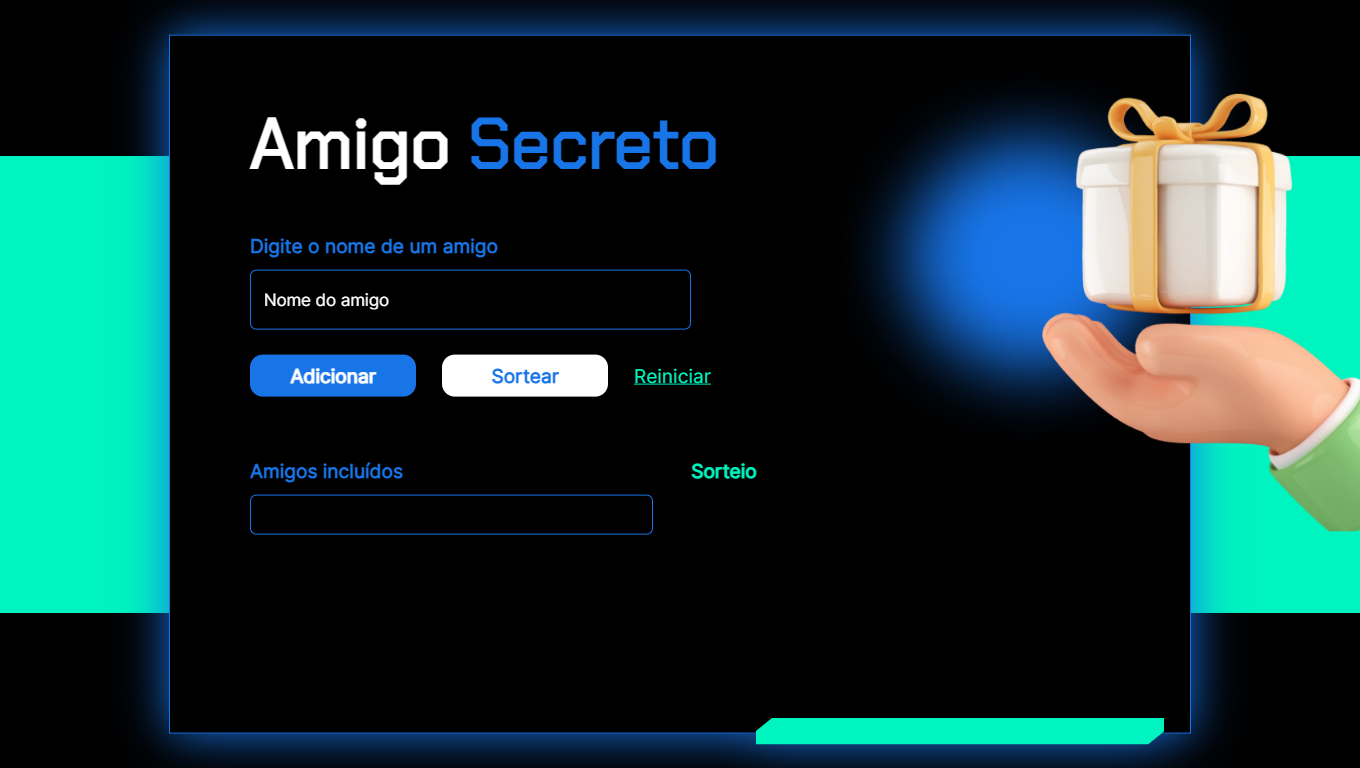 Amigo Secreto
Digite o nome de um amigo
Nome do amigo
Adicionar Sortear Reiniciar
Amigos incluídos Sorteio